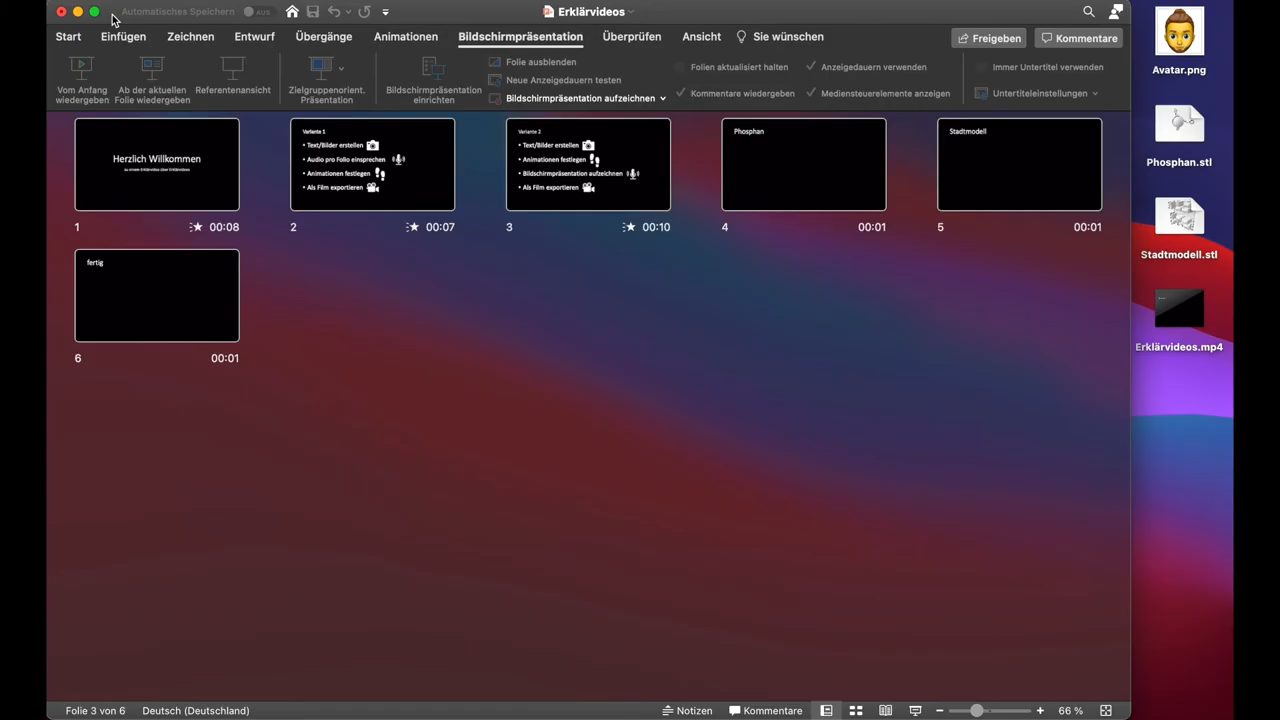 Automatisches Speichern AUS
Erklärvideos
Start Einfügen Zeichnen Entwurf Übergänge Animationen Bildschirmpräsentation Überprüfen Ansicht Sie wünschen Freigeben Kommentare
Vom Anfang wiedergeben
Ab der aktuellen Folie wiedergeben
Referentenansicht
Zielgruppenorient. Präsentation
Bildschirmpräsentation einrichten
Folie ausblenden
Neue Anzeigedauern testen
Bildschirmpräsentation aufzeichnen
Folien aktualisiert halten
Anzeigedauern verwenden
Kommentare wiedergeben
Mediensteuerelemente anzeigen
Immer Untertitel verwenden
Untertiteleinstellungen
Herzlich Willkommen
zu einem Erklärvideo über Erklärvideos
1 00:08
Variante 1
• Text/Bilder erstellen
• Audio pro Folio einsprechen
• Animationen festlegen
• Als Film exportieren
2 00:07
Variante 2
• Text/Bilder erstellen
• Animationen festlegen
• Bildschirmpräsentation aufzeichnen
• Als Film exportieren
3 00:10
Phosphan
4 00:01
Stadtmodell
5 00:01
fertig
6 00:01
Avatar.png
Phosphan.stl
Stadtmodell.stl
Erklärvideos.mp4
Folie 3 von 6 Deutsch (Deutschland) Notizen Kommentare 66 %